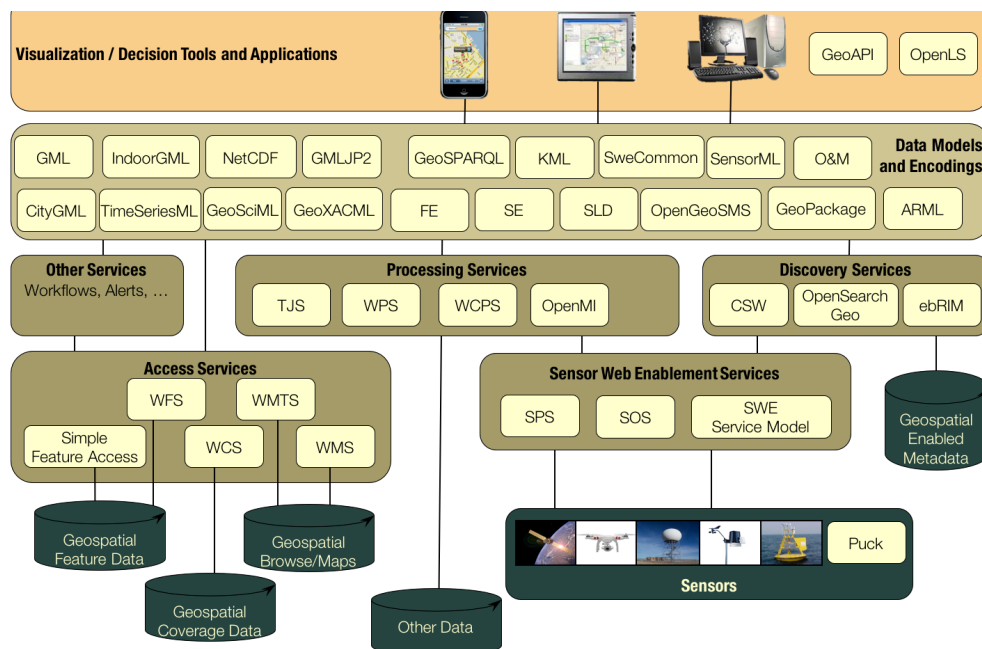 Visualization / Decision Tools and Applications
GeoAPI
OpenLS
GML
IndoorGML
NetCDF
GMLJP2
GeoSPARQL
KML
SweCommon
SensorML
O&M
Data Models
and Encodings
CityGML
TimeSeriesML
GeoSciML
GeoXACML
FE
SE
SLD
OpenGeoSMS
GeoPackage
ARML
Other Services
Workflows, Alerts, …
Processing Services
TJS
WPS
WCPS
OpenMI
Discovery Services
CSW
OpenSearch
Geo
ebRIM
Access Services
WFS
WMTS
Simple
Feature Access
WCS
WMS
Sensor Web Enablement Services
SPS
SOS
SWE
Service Model
Geospatial
Enabled
Metadata
Geospatial
Feature Data
Geospatial
Browse/Maps
Geospatial
Coverage Data
Other Data
Puck
Sensors